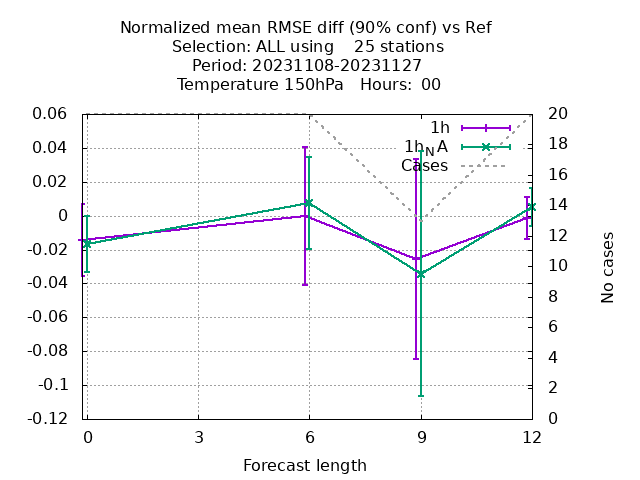 Normalized mean RMSE diff (90% conf) vs Ref
Selection: ALL using    25 stations
Period: 20231108-20231127
Temperature 150hPa   Hours:  00
0.06
0.04
0.02
0
-0.02
-0.04
-0.06
-0.08
-0.1
-0.12
20
18
16
14
12
10
8
6
4
2
0
1h
1h_NA
Cases
No cases
0
3
6
9
12
Forecast length